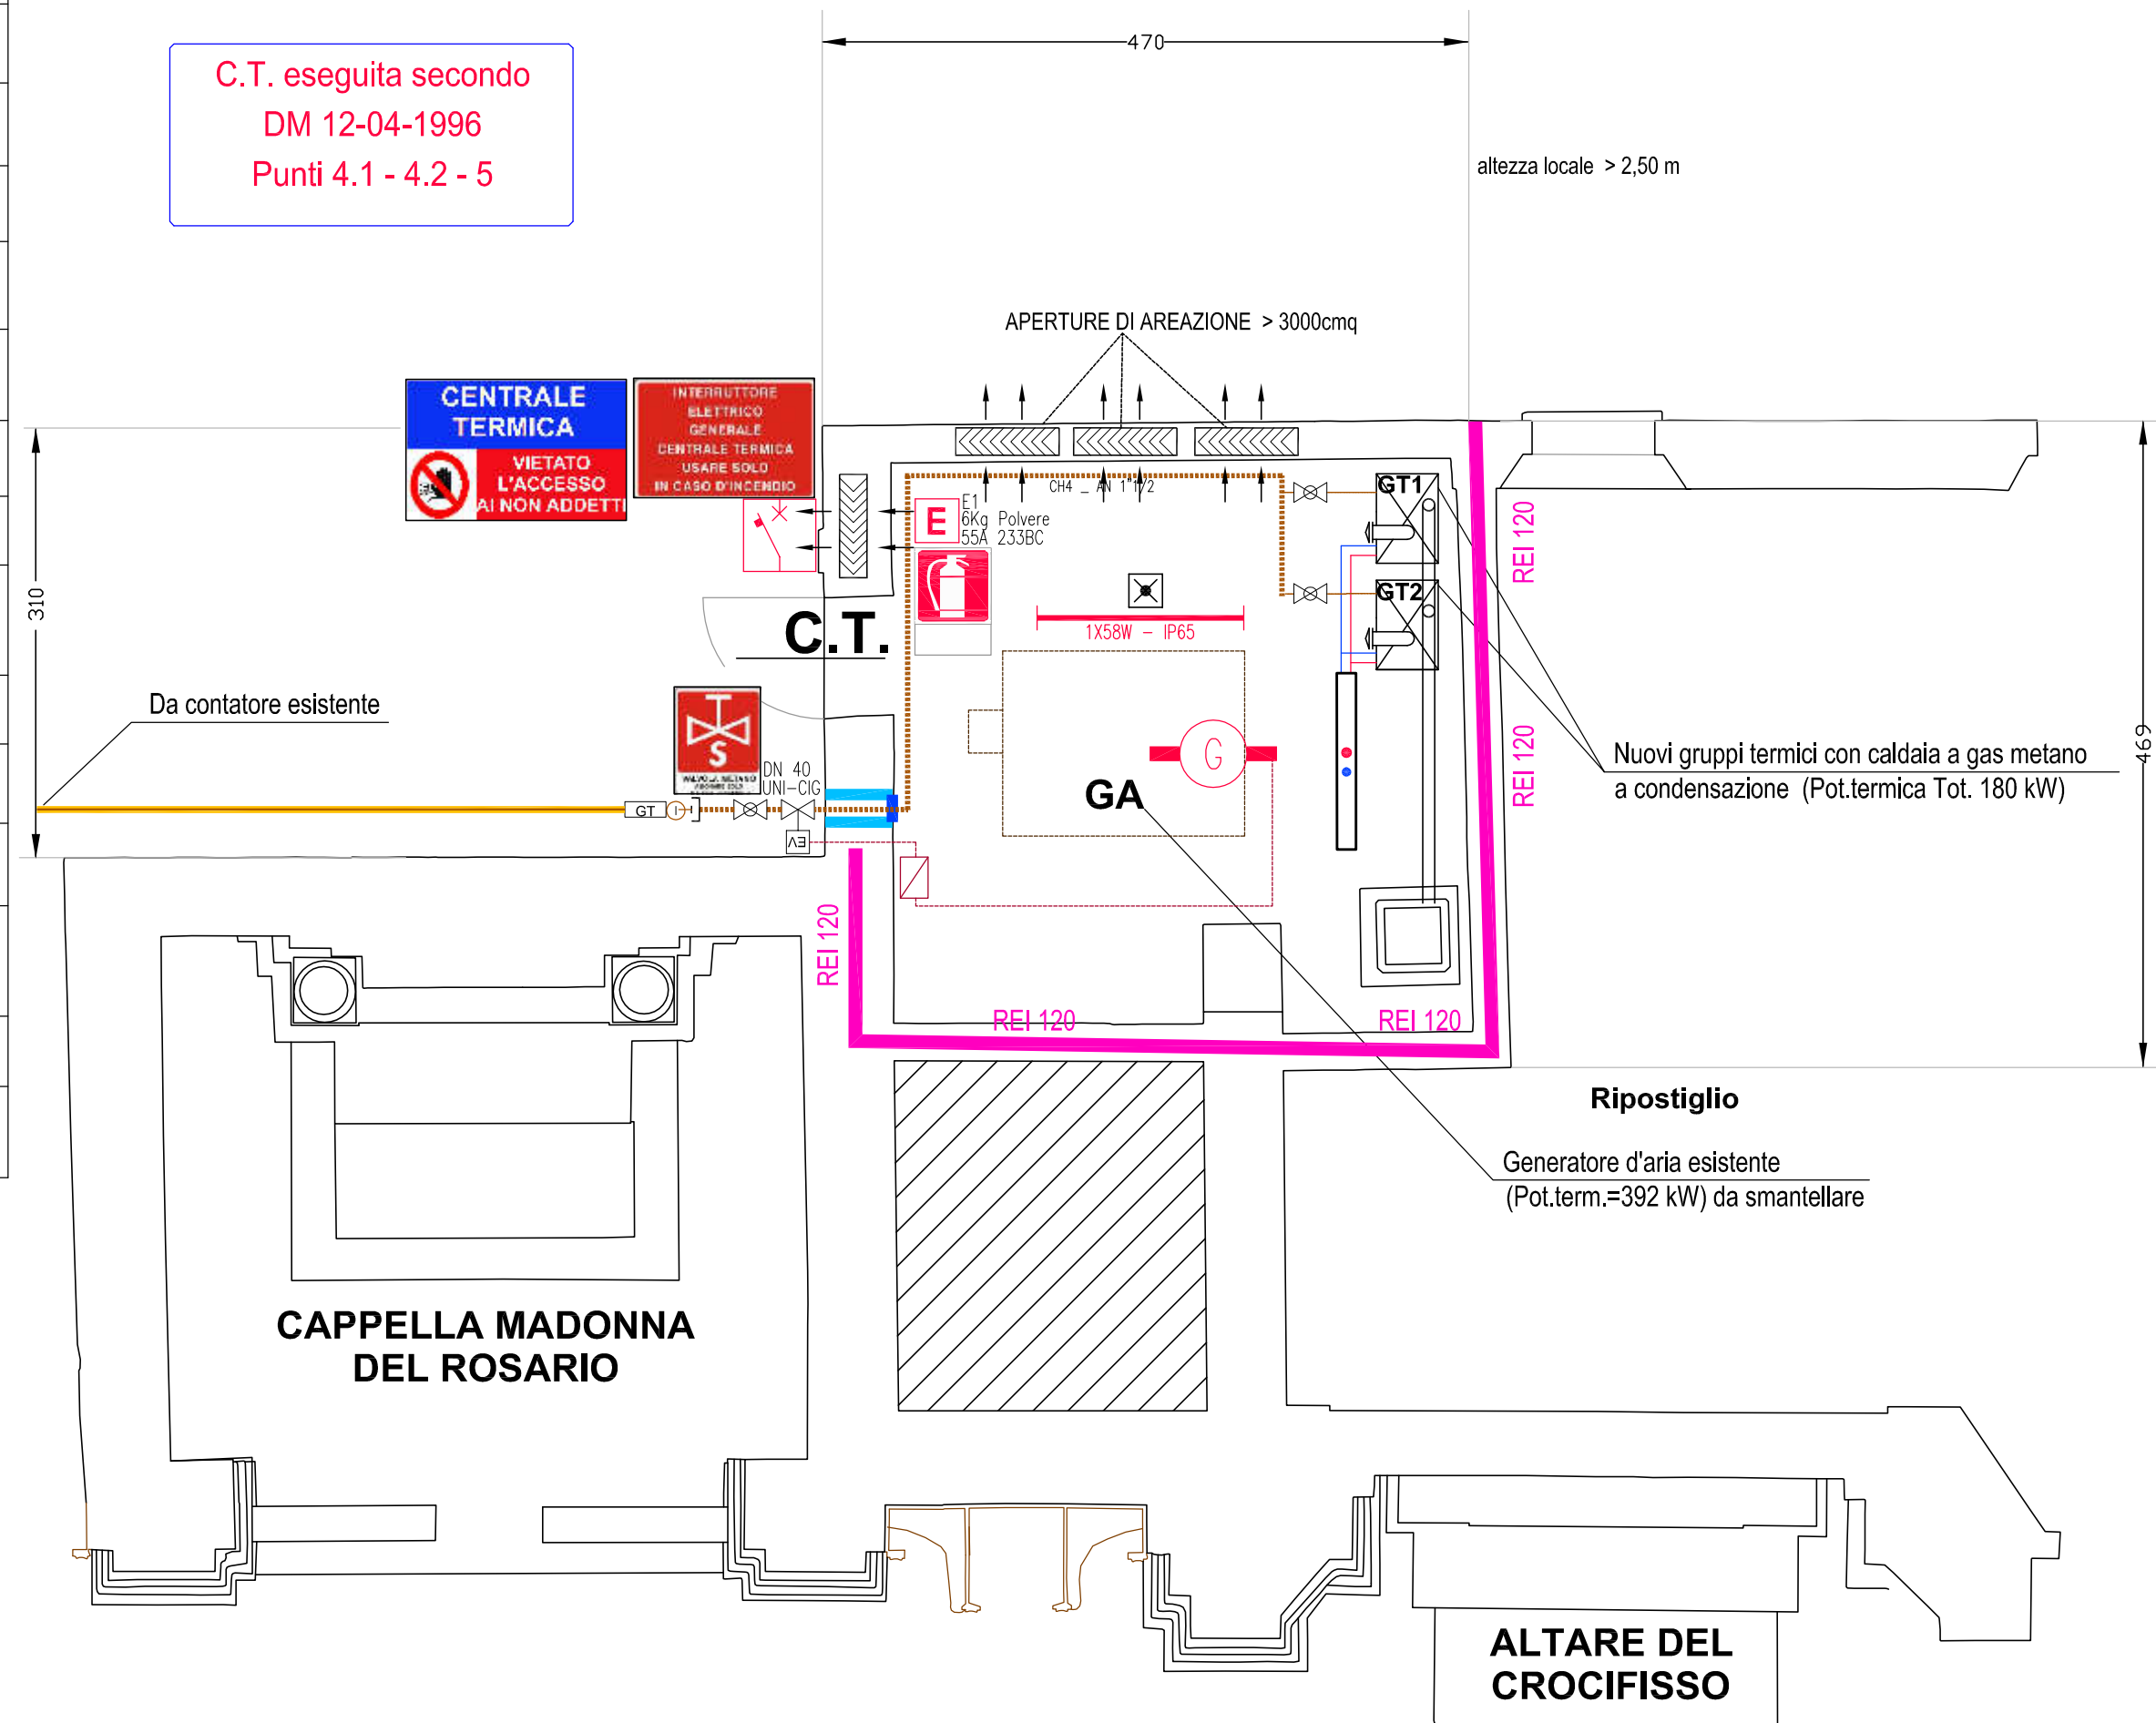 470
C.T. eseguita secondo
DM 12-04-1996
Punti 4.1 - 4.2 - 5
altezza locale > 2,50 m
APERTURE DI AREAZIONE > 3000cmq
CENTRALE
TERMICA
VIETATO
L'ACCESSO
AI NON ADDETTI
INTERRUTTORE
ELETTRICO
GENERALE
CENTRALE TERMICA
USARE SOLO
IN CASO D'INCENDIO
CH4 _ AN 1"1/2
E
E1
6Kg Polvere
55A 233BC
GT1
GT2
REI 120
310
C.T.
1X58W - IP65
Da contatore esistente
S
VALVOLA METANO
DN 40
UNI-CIG
GT
I
EV
G
GA
REI 120
Nuovi gruppi termici con caldaia a gas metano
a condensazione (Pot.termica Tot. 180 kW)
469
REI 120
REI 120
REI 120
Ripostiglio
Generatore d'aria esistente
(Pot.term.=392 kW) da smantellare
CAPPELLA MADONNA
DEL ROSARIO
ALTARE DEL
CROCIFISSO